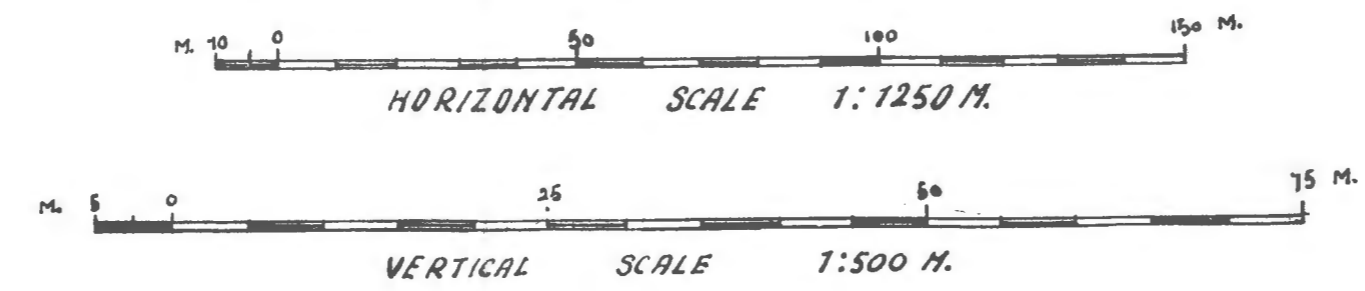 M. 10 0 50 100 150 M.
HORIZONTAL SCALE 1:1250 M.
M. 5 0 25 50 75 M.
VERTICAL SCALE 1:500 M.